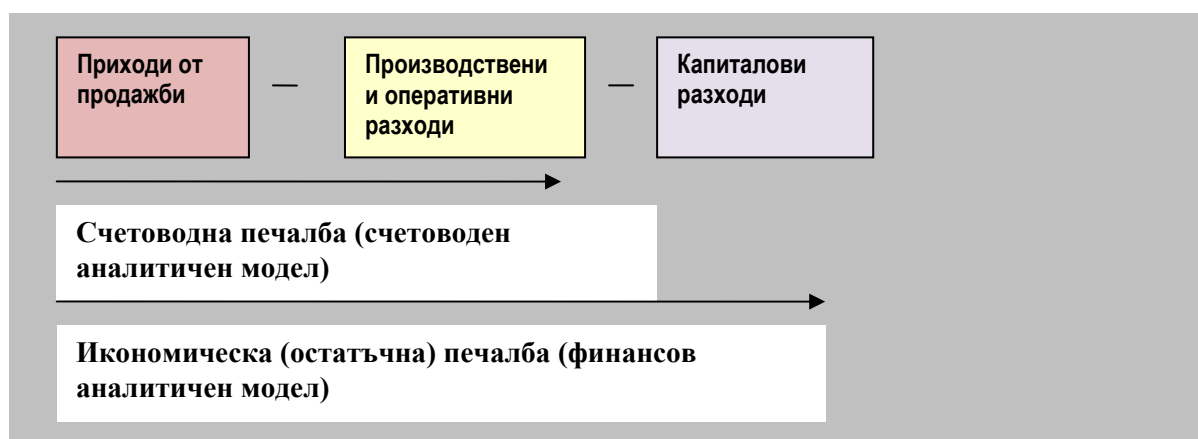 Приходи от
продажби
—
Производствени
и оперативни
разходи
—
Капиталови
разходи
Счетоводна печалба (счетоводен
аналитичен модел)
Икономическа (остатъчна) печалба (финансов
аналитичен модел)